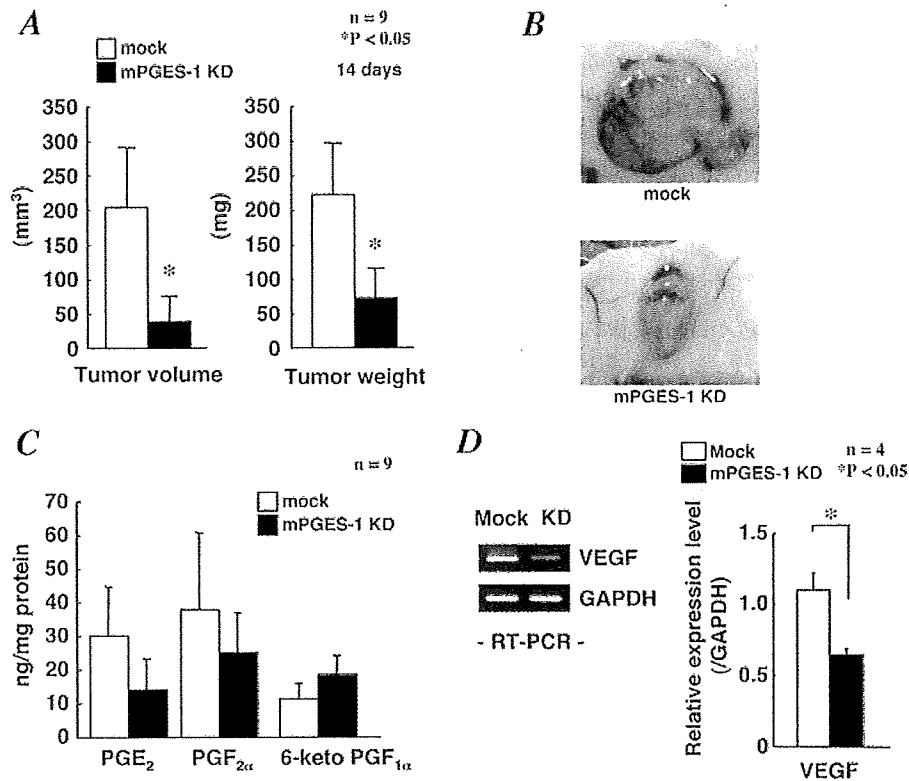 A
n = 9
*P < 0.05
mock
mPGES-1 KD
14 days
350
300
250
200
150
100
50
0
(mm³)
*
Tumor volume
350
300
250
200
150
100
50
0
(mg)
*
Tumor weight
B
mock
mPGES-1 KD
C
n = 9
mock
mPGES-1 KD
70
60
50
40
30
20
10
0
ng/mg protein
PGE₂
PGF₂α
6-keto PGF₁α
D
Mock
mPGES-1 KD
n = 4
*P < 0.05
Mock KD
VEGF
GAPDH
- RT-PCR -
Relative expression level
(/GAPDH)
1.5
1.0
0.5
0
*
VEGF